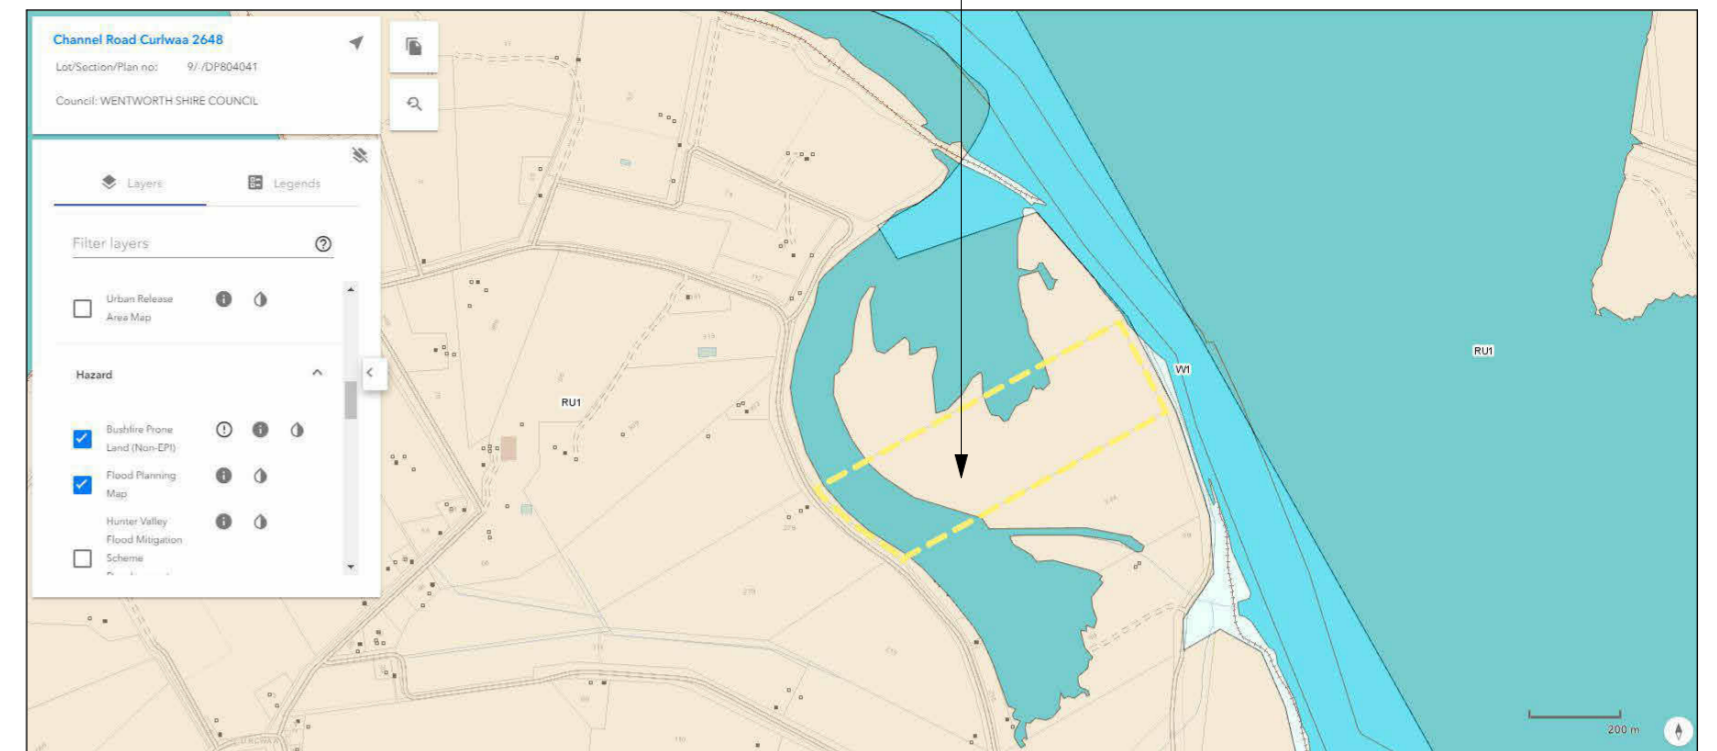 Channel Road Curlwaa 2648
Lot/Section/Plan no: 9/-/DP804041
Council: WENTWORTH SHIRE COUNCIL
Layers
Legends
Filter layers
Urban Release
Area Map
Hazard
Bushfire Prone
Land (Non-EPI)
Flood Planning
Map
Hunter Valley
Flood Mitigation
Scheme
RU1
W1
RU1
200 m